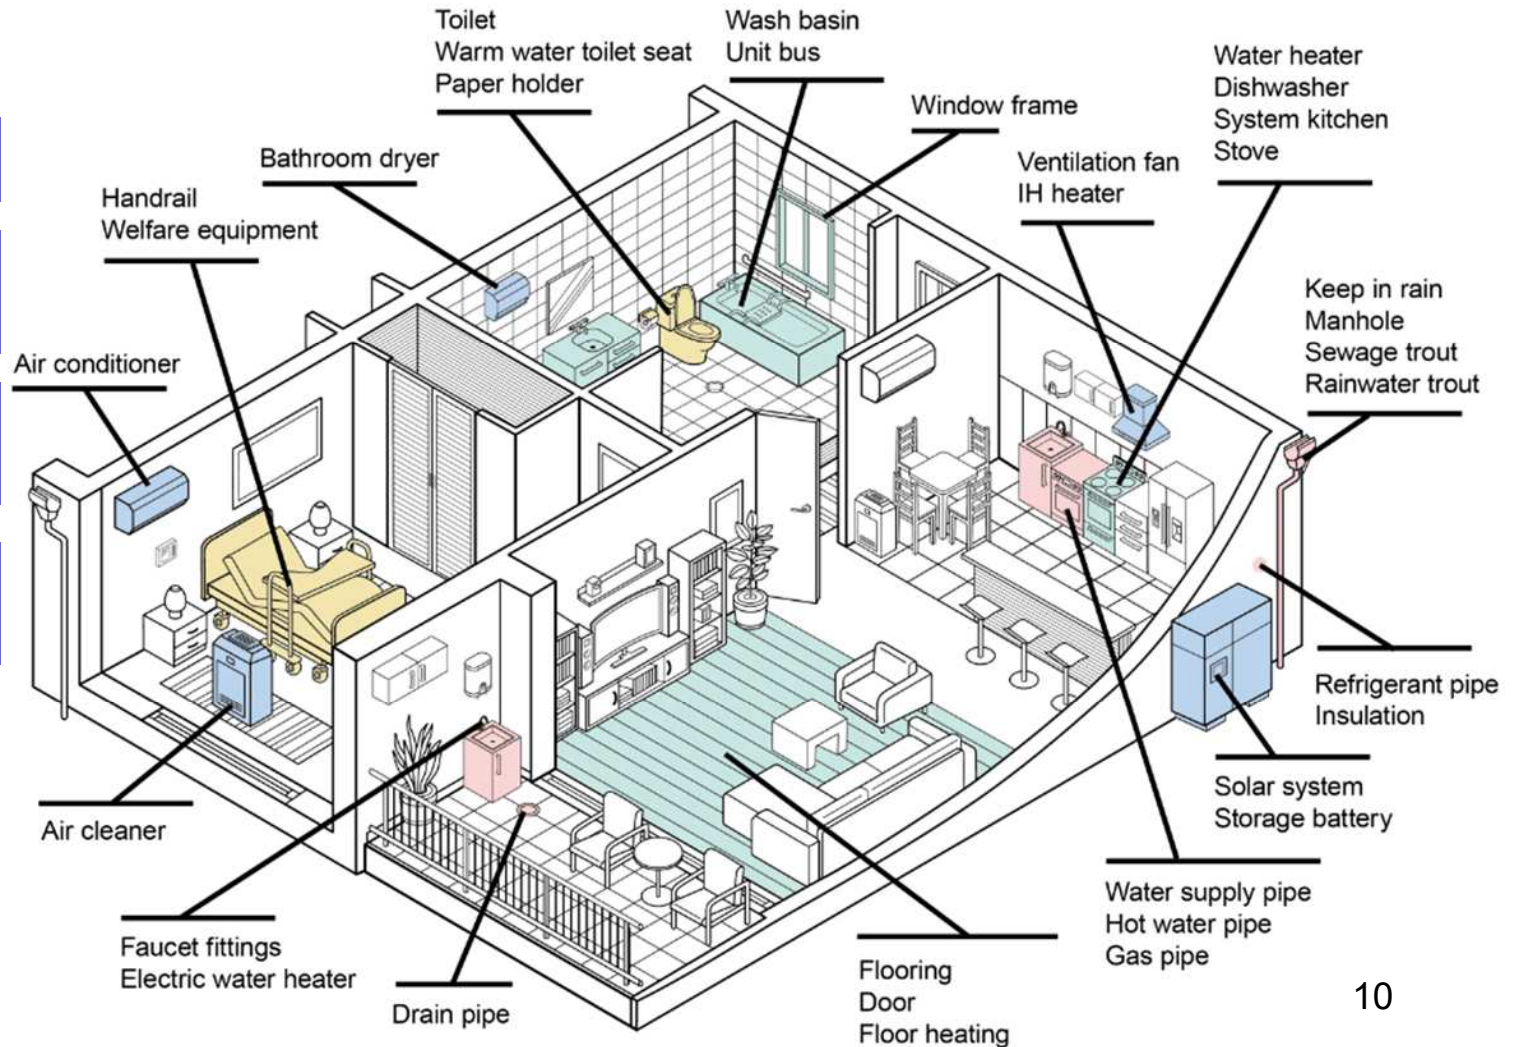 Toilet
Warm water toilet seat
Paper holder
Wash basin
Unit bus
Water heater
Dishwasher
System kitchen
Stove
Window frame
Bathroom dryer
Ventilation fan
IH heater
Handrail
Welfare equipment
Keep in rain
Manhole
Sewage trout
Rainwater trout
Air conditioner
Refrigerant pipe
Insulation
Solar system
Storage battery
Air cleaner
Water supply pipe
Hot water pipe
Gas pipe
Faucet fittings
Electric water heater
Flooring
Door
Floor heating
Drain pipe
10